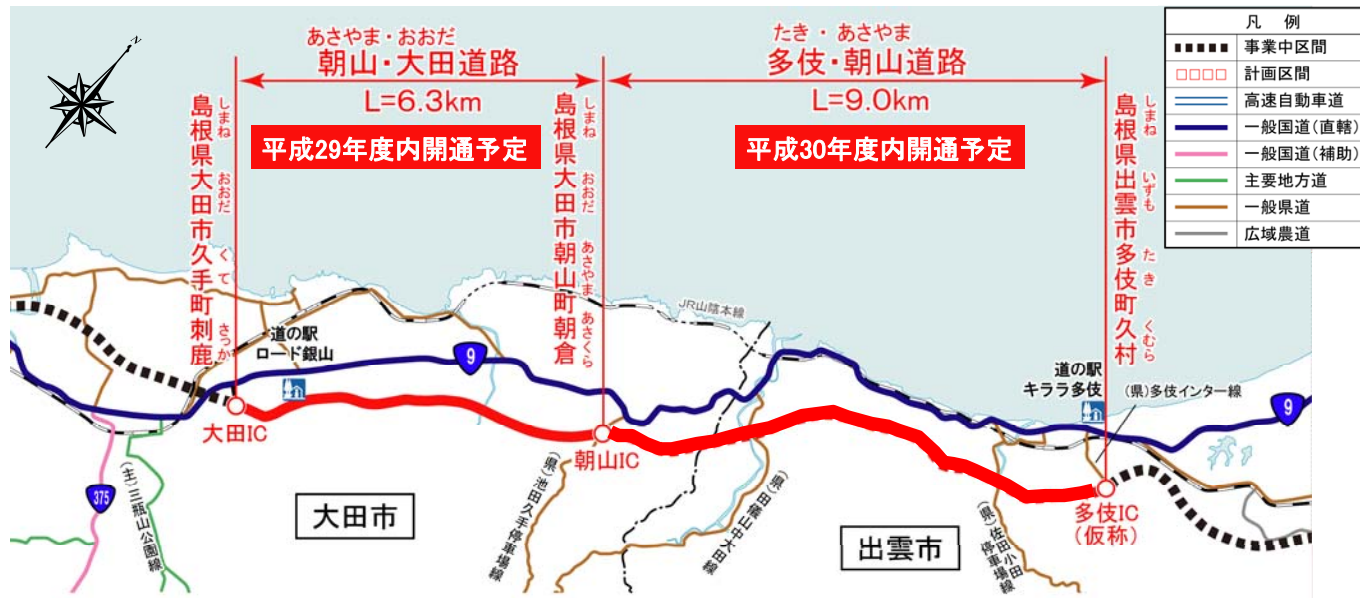 N
あさやま・おおだ
朝山・大田道路
L=6.3km
平成29年度内開通予定
たき・あさやま
多伎・朝山道路
L=9.0km
平成30年度内開通予定
凡 例
事業中区間
計画区間
高速自動車道
一般国道(直轄)
一般国道(補助)
主要地方道
一般県道
広域農道
島根県大田市久手町刺鹿
しまね おおだ くて さつか
島根県大田市朝山町朝倉
しまね おおだ あさやま あさくら
島根県出雲市多伎町久村
しまね いずも たき くむら
JR山陰本線
道の駅
ロード銀山
9
道の駅
キララ多伎
(県)多伎インター線
9
大田IC
朝山IC
多伎IC
(仮称)
375
(主)三瓶山公園線
大田市
(県)池田久手停車場線
(県)田儀山中大田線
出雲市
(県)佐田小田
停車場線